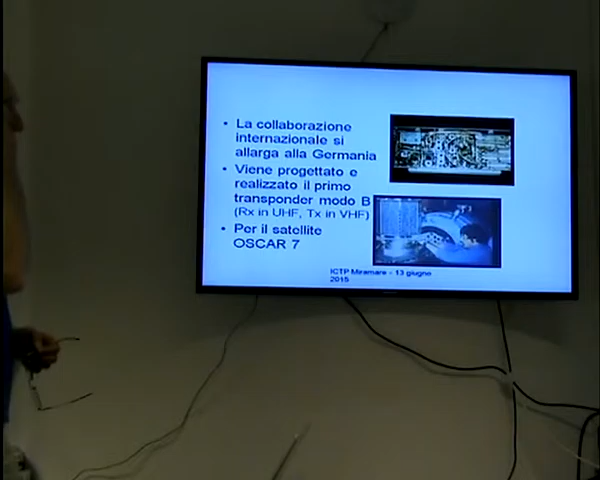 • La collaborazione
internazionale si
allarga alla Germania
• Viene progettato e
realizzato il primo
transponder modo B
(Rx in UHF, Tx in VHF)
• Per il satellite
OSCAR 7
ICTP Miramare - 13 giugno
2015